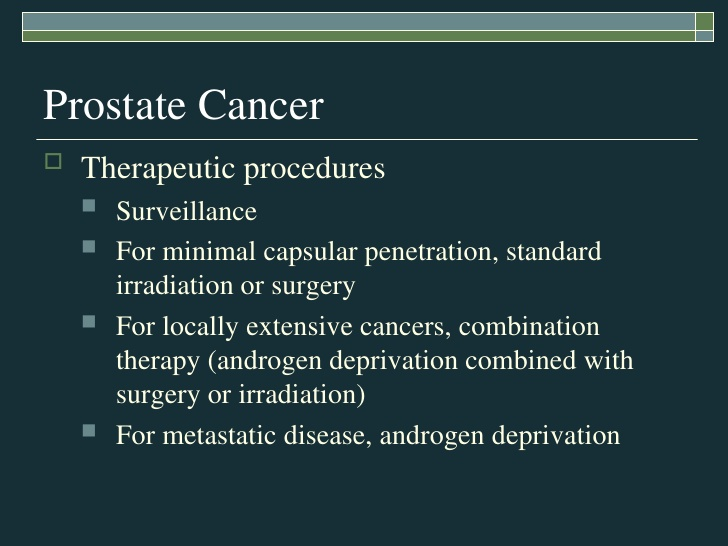 Prostate Cancer
Therapeutic procedures
Surveillance
For minimal capsular penetration, standard
irradiation or surgery
For locally extensive cancers, combination
therapy (androgen deprivation combined with
surgery or irradiation)
For metastatic disease, androgen deprivation